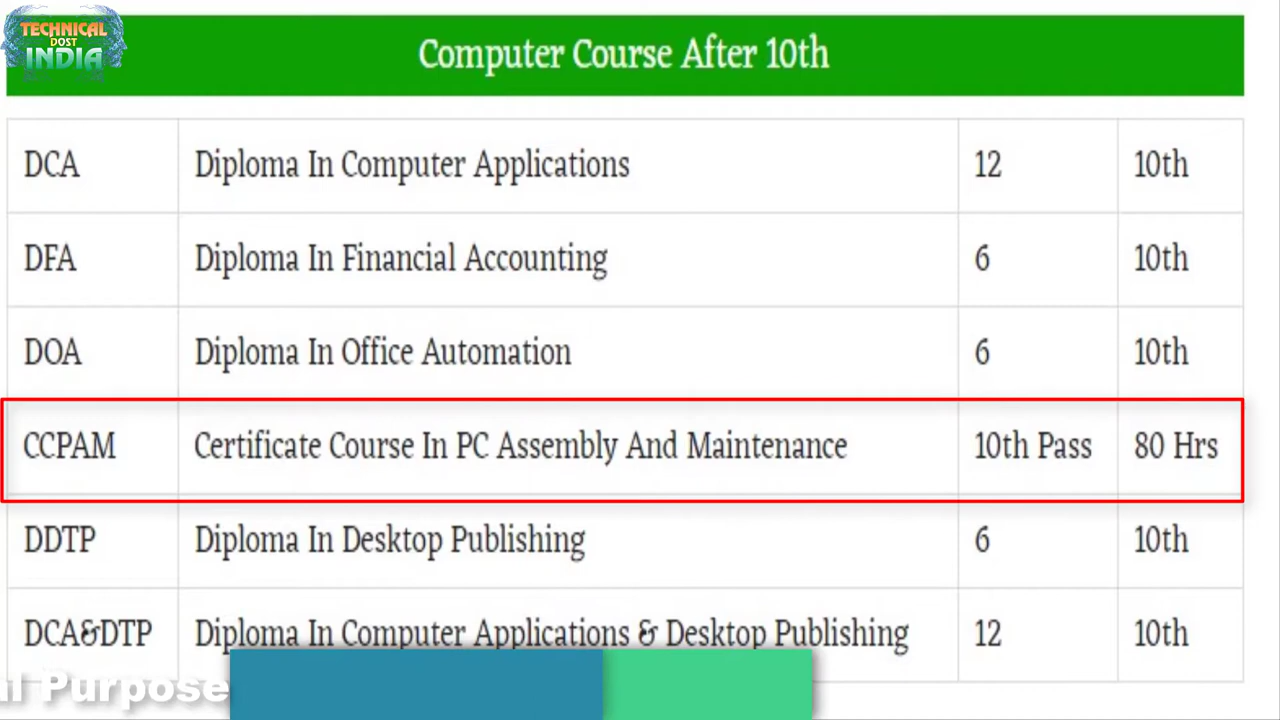 TECHNICAL
DOST
INDIA
Computer Course After 10th
DCA Diploma In Computer Applications 12 10th
DFA Diploma In Financial Accounting 6 10th
DOA Diploma In Office Automation 6 10th
CCPAM Certificate Course In PC Assembly And Maintenance 10th Pass 80 Hrs
DDTP Diploma In Desktop Publishing 6 10th
DCA&DTP Diploma In Computer Applications & Desktop Publishing 12 10th
Purpose